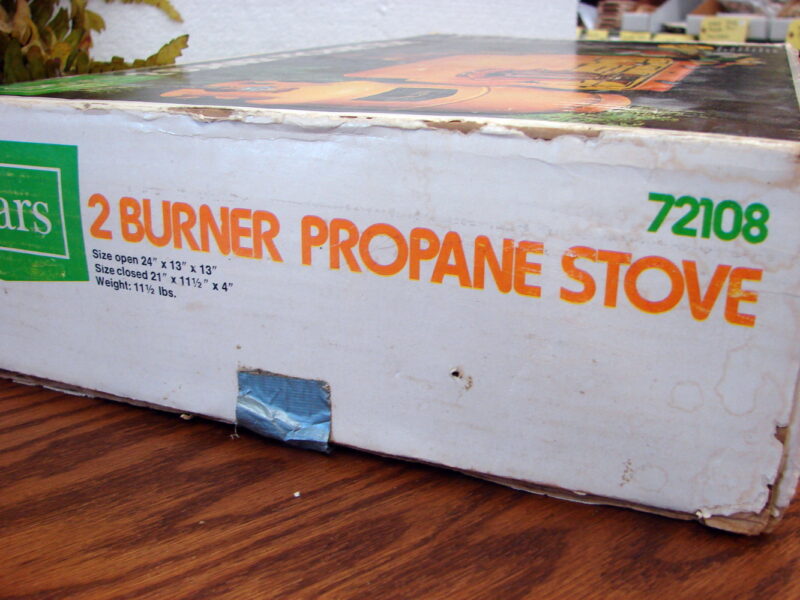 ars
2 BURNER PROPANE STOVE
72108
Size open 24" x 13" x 13"
Size closed 21" x 11½" x 4"
Weight: 11½ lbs.